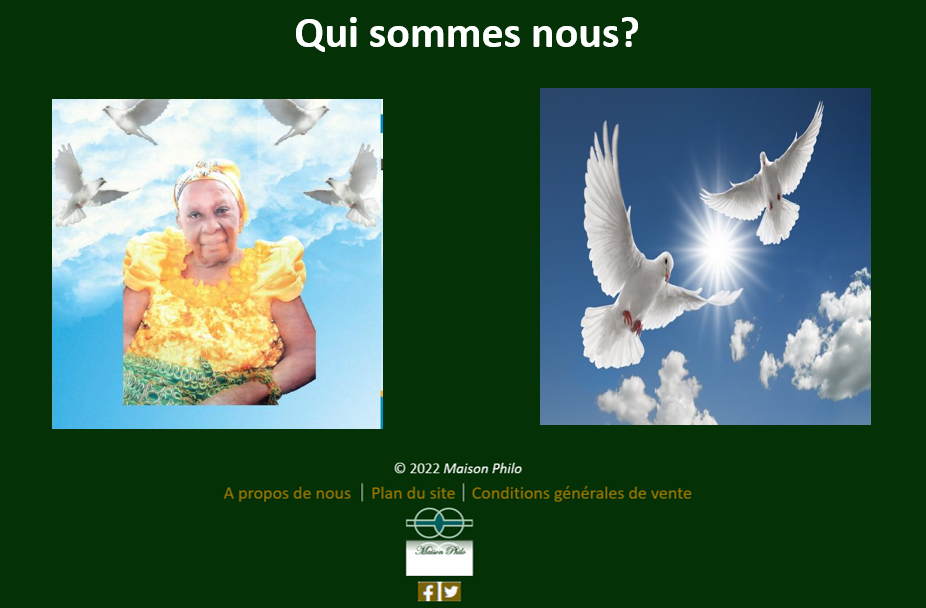 Qui sommes nous?
© 2022 Maison Philo
A propos de nous | Plan du site | Conditions générales de vente
Maison Philo